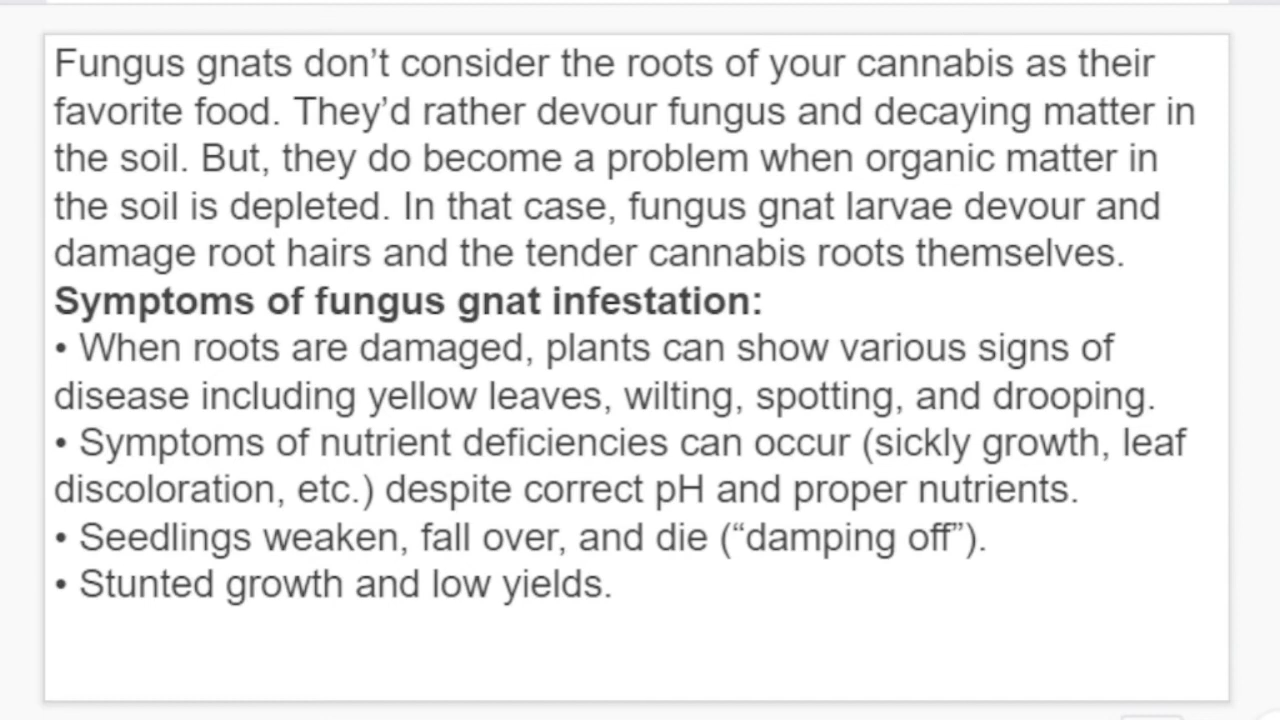 Fungus gnats don’t consider the roots of your cannabis as their
favorite food. They’d rather devour fungus and decaying matter in
the soil. But, they do become a problem when organic matter in
the soil is depleted. In that case, fungus gnat larvae devour and
damage root hairs and the tender cannabis roots themselves.
Symptoms of fungus gnat infestation:
• When roots are damaged, plants can show various signs of
disease including yellow leaves, wilting, spotting, and drooping.
• Symptoms of nutrient deficiencies can occur (sickly growth, leaf
discoloration, etc.) despite correct pH and proper nutrients.
• Seedlings weaken, fall over, and die (“damping off”).
• Stunted growth and low yields.